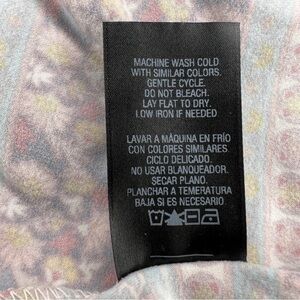 MACHINE WASH COLD
WITH SIMILAR COLORS.
GENTLE CYCLE.
DO NOT BLEACH.
LAY FLAT TO DRY.
LOW IRON IF NEEDED
LAVAR A MÁQUINA EN FRÍO
CON COLORES SIMILARES.
CICLO DELICADO.
NO USAR BLANQUEADOR.
SECAR PLANO.
PLANCHAR A TEMERATURA
BAJA SI ES NECESARIO